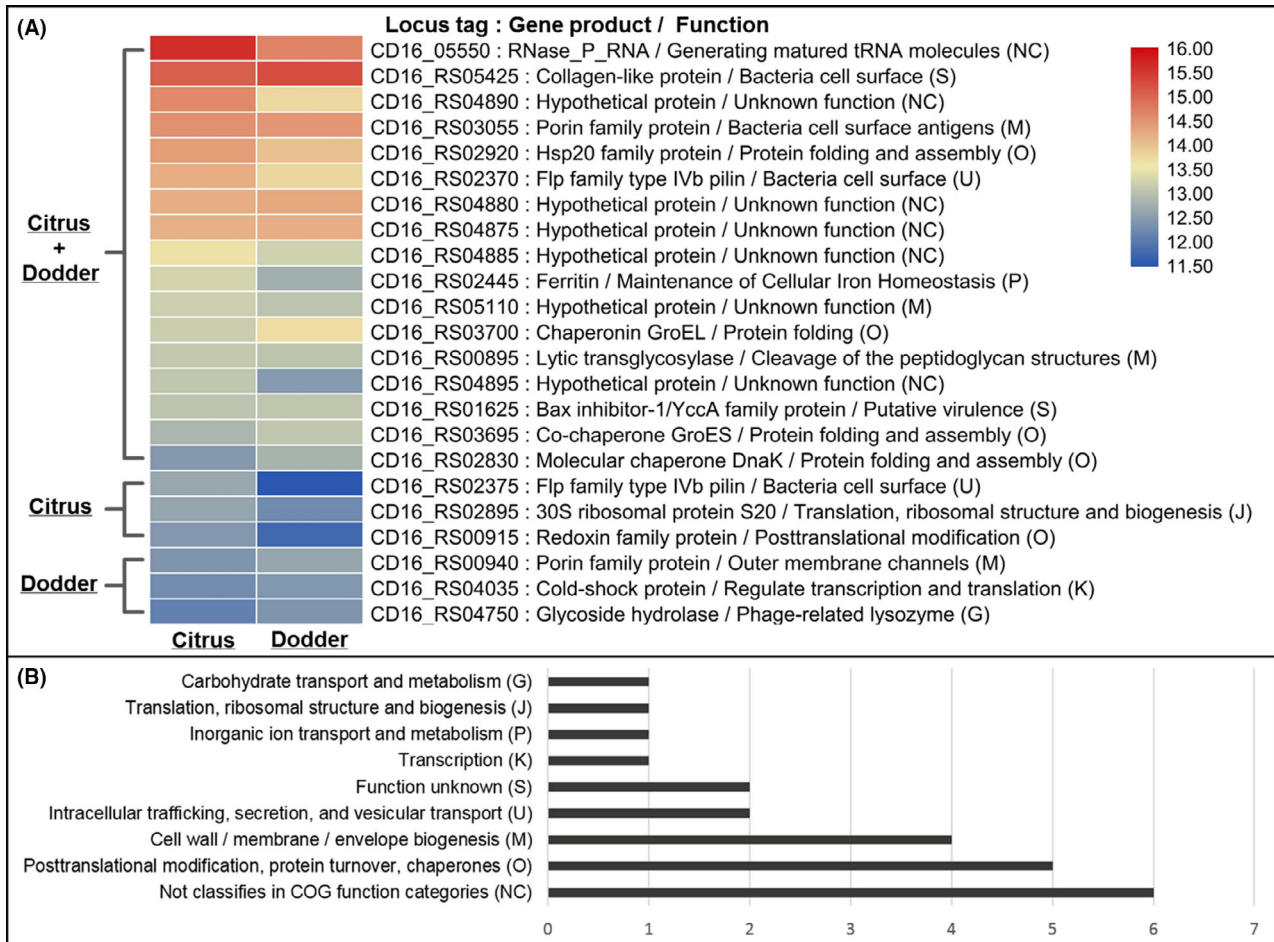 (A)
Locus tag : Gene product / Function
CD16_05550 : RNase_P_RNA / Generating matured tRNA molecules (NC)
CD16_RS05425 : Collagen-like protein / Bacteria cell surface (S)
CD16_RS04890 : Hypothetical protein / Unknown function (NC)
CD16_RS03055 : Porin family protein / Bacteria cell surface antigens (M)
CD16_RS02920 : Hsp20 family protein / Protein folding and assembly (O)
CD16_RS02370 : Flp family type IVb pilin / Bacteria cell surface (U)
CD16_RS04880 : Hypothetical protein / Unknown function (NC)
CD16_RS04875 : Hypothetical protein / Unknown function (NC)
CD16_RS04885 : Hypothetical protein / Unknown function (NC)
CD16_RS02445 : Ferritin / Maintenance of Cellular Iron Homeostasis (P)
CD16_RS05110 : Hypothetical protein / Unknown function (M)
CD16_RS03700 : Chaperonin GroEL / Protein folding (O)
CD16_RS00895 : Lytic transglycosylase / Cleavage of the peptidoglycan structures (M)
CD16_RS04895 : Hypothetical protein / Unknown function (NC)
CD16_RS01625 : Bax inhibitor-1/YccA family protein / Putative virulence (S)
CD16_RS03695 : Co-chaperone GroES / Protein folding and assembly (O)
CD16_RS02830 : Molecular chaperone DnaK / Protein folding and assembly (O)
CD16_RS02375 : Flp family type IVb pilin / Bacteria cell surface (U)
CD16_RS02895 : 30S ribosomal protein S20 / Translation, ribosomal structure and biogenesis (J)
CD16_RS00915 : Redoxin family protein / Posttranslational modification (O)
CD16_RS00940 : Porin family protein / Outer membrane channels (M)
CD16_RS04035 : Cold-shock protein / Regulate transcription and translation (K)
CD16_RS04750 : Glycoside hydrolase / Phage-related lysozyme (G)
Citrus
+
Dodder
Citrus
Dodder
Citrus
Dodder
16.00
15.50
15.00
14.50
14.00
13.50
13.00
12.50
12.00
11.50
(B)
Carbohydrate transport and metabolism (G)
Translation, ribosomal structure and biogenesis (J)
Inorganic ion transport and metabolism (P)
Transcription (K)
Function unknown (S)
Intracellular trafficking, secretion, and vesicular transport (U)
Cell wall / membrane / envelope biogenesis (M)
Posttranslational modification, protein turnover, chaperones (O)
Not classifies in COG function categories (NC)
0 1 2 3 4 5 6 7